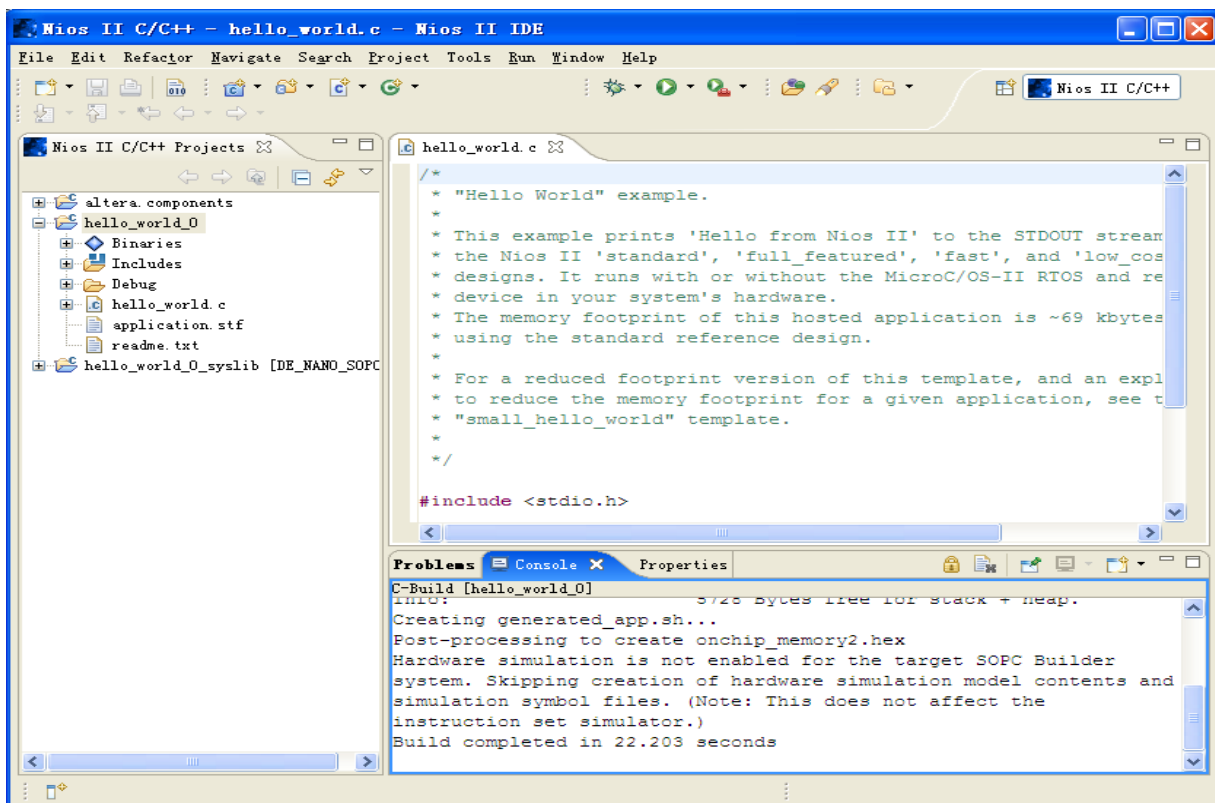 Nios II C/C++ - hello_world.c - Nios II IDE
File Edit Refactor Navigate Search Project Tools Run Window Help
Nios II C/C++
Nios II C/C++ Projects
altera.components
hello_world_0
Binaries
Includes
Debug
hello_world.c
application.stf
readme.txt
hello_world_0_syslib [DE_NANO_SOPC
hello_world.c
/*
* "Hello World" example.
*
* This example prints 'Hello from Nios II' to the STDOUT stream
* the Nios II 'standard', 'full_featured', 'fast', and 'low_cos
* designs. It runs with or without the MicroC/OS-II RTOS and re
* device in your system's hardware.
* The memory footprint of this hosted application is ~69 kbytes
* using the standard reference design.
*
* For a reduced footprint version of this template, and an expl
* to reduce the memory footprint for a given application, see t
* "small_hello_world" template.
*
*/
#include <stdio.h>
Problems Console Properties
C-Build [hello_world_0]
Info: 5728 Bytes free for stack + heap.
Creating generated_app.sh...
Post-processing to create onchip_memory2.hex
Hardware simulation is not enabled for the target SOPC Builder
system. Skipping creation of hardware simulation model contents and
simulation symbol files. (Note: This does not affect the
instruction set simulator.)
Build completed in 22.203 seconds